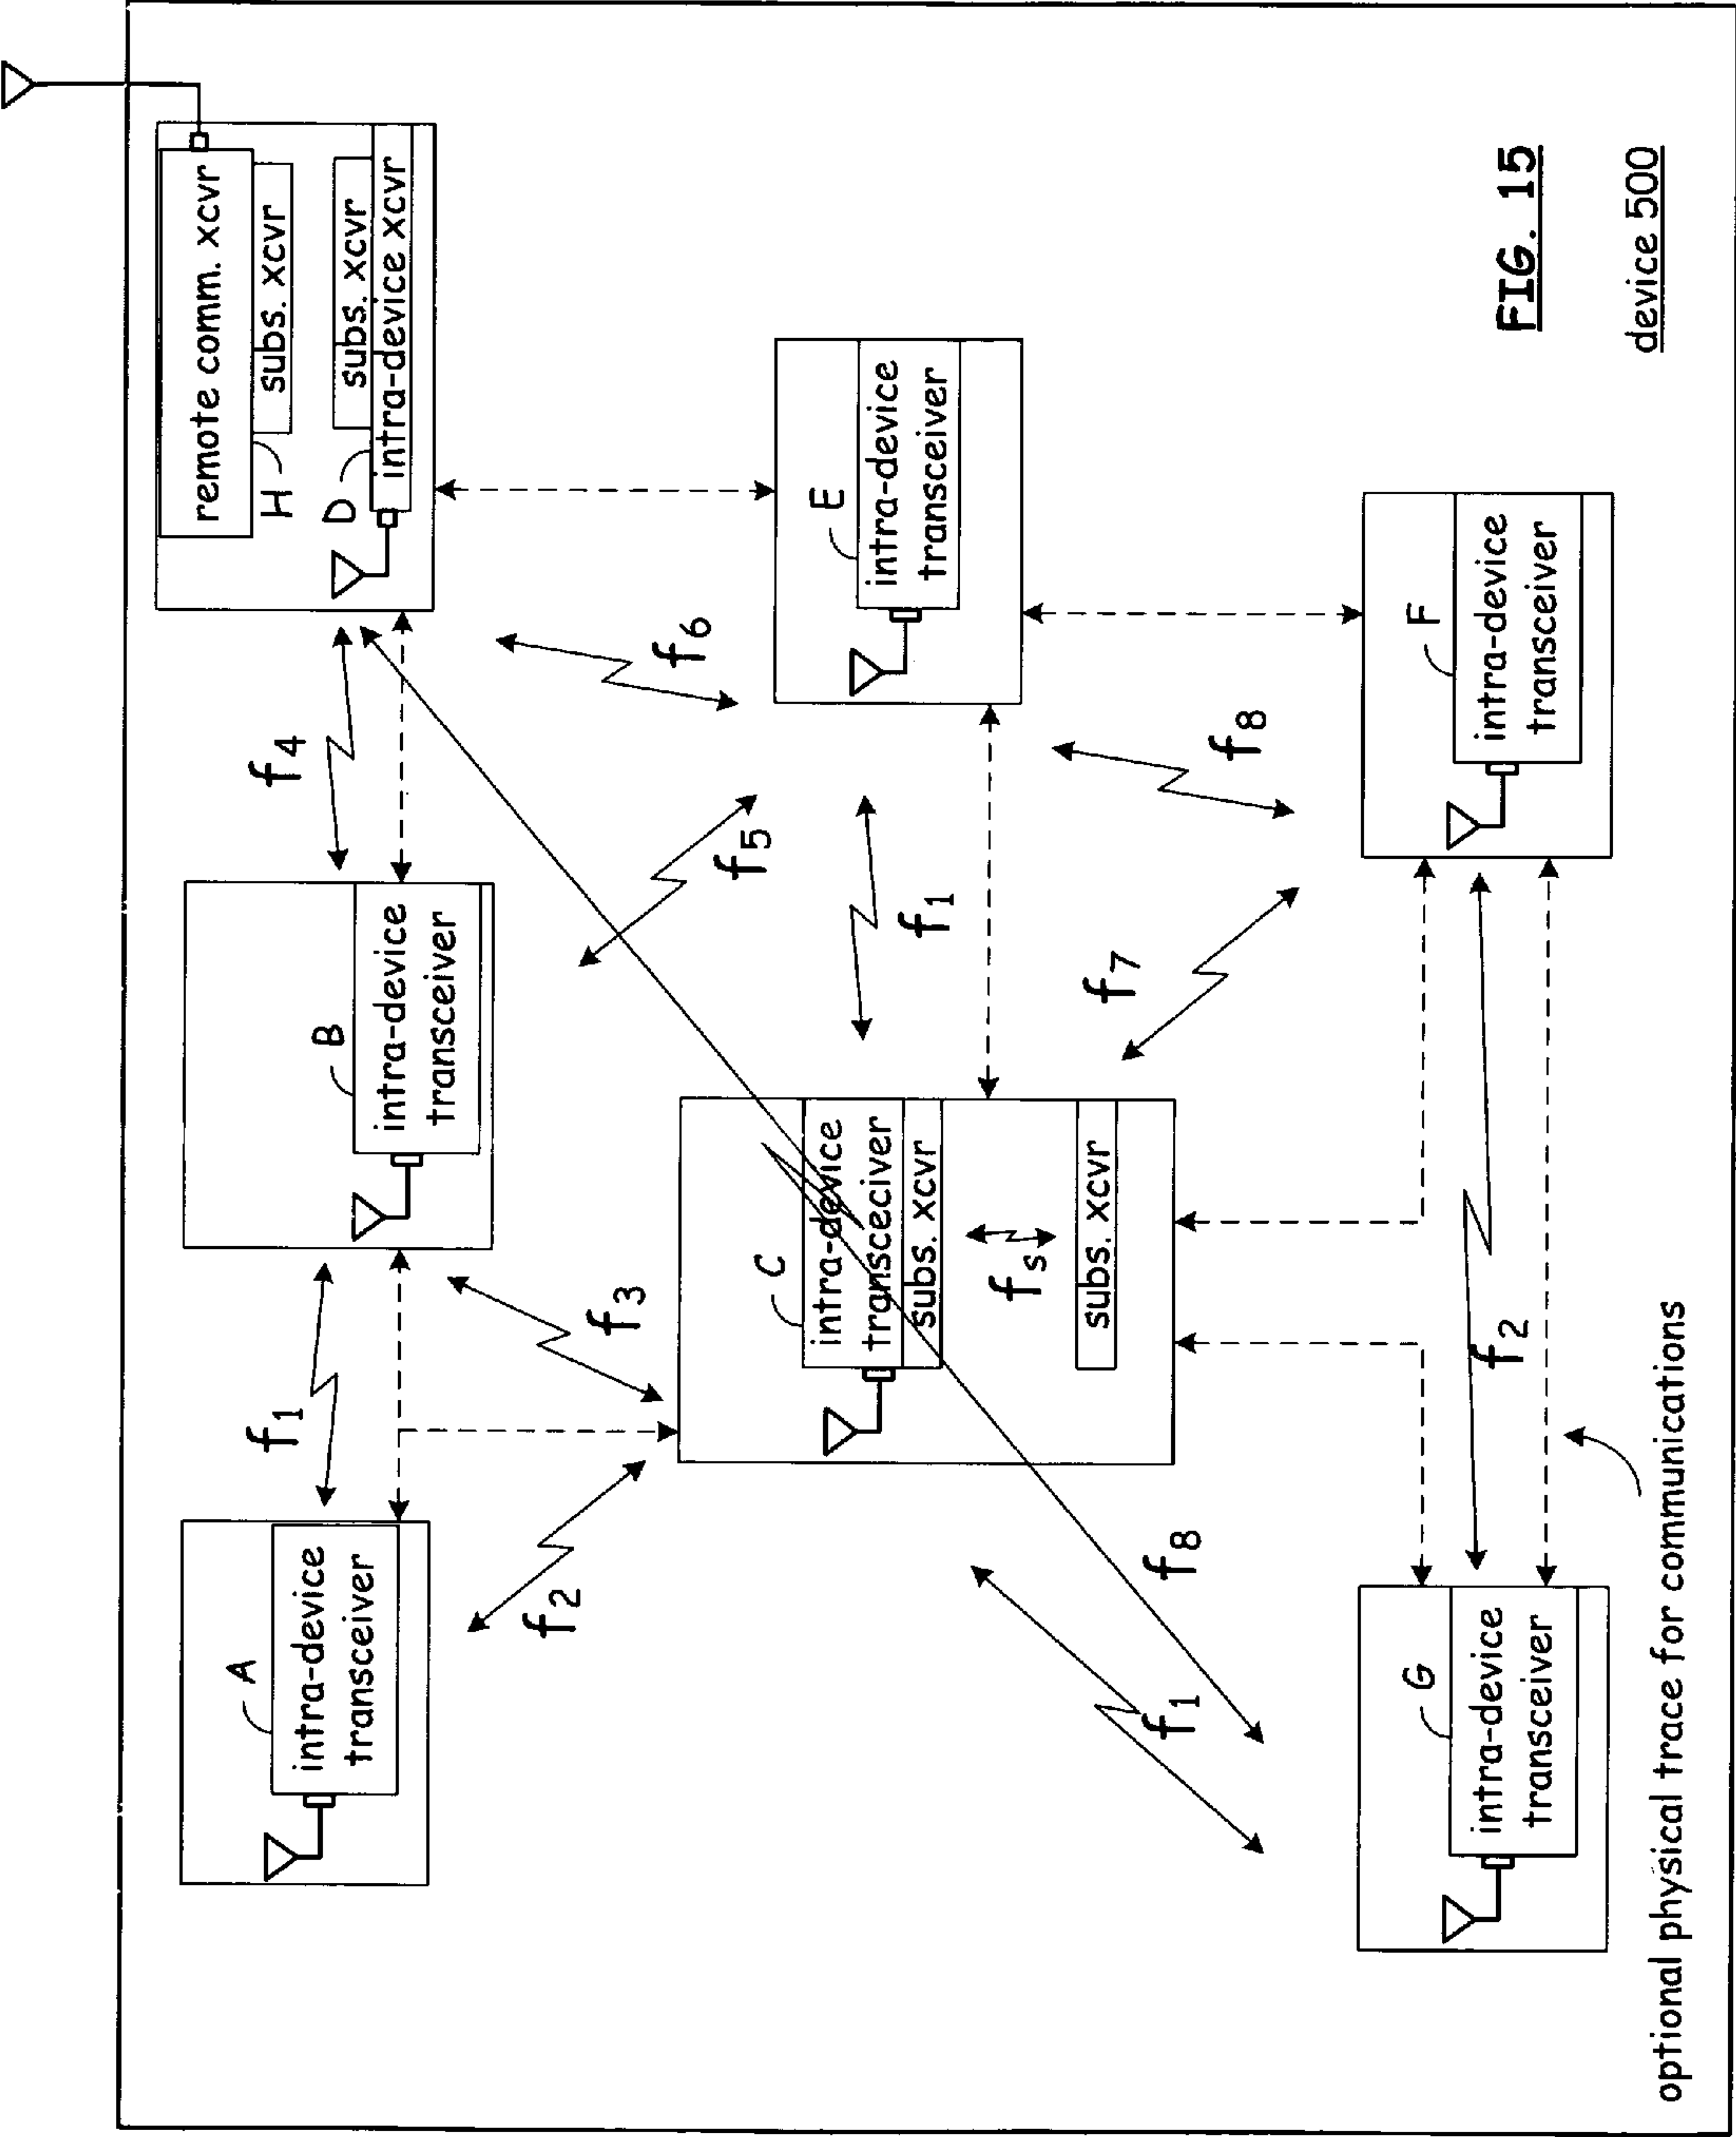 remote comm. xcvr
subs. xcvr
H
D
subs. xcvr
intra-device xcvr
f4
B
intra-device
transceiver
f1
A
intra-device
transceiver
f6
E
intra-device
transceiver
f5
f1
f3
f2
C
intra-device
transceciver
subs. xcvr
fs
subs. xcvr
f8
f7
f8
f1
F
intra-device
transceiver
f2
G
intra-device
transceiver
optional physical trace for communications
FIG. 15
device 500